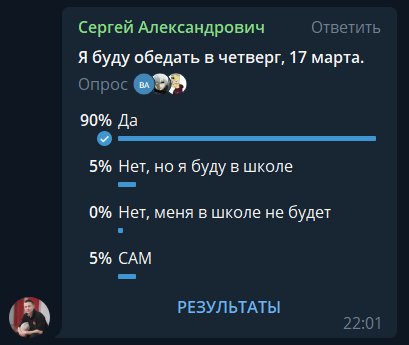 Сергей Александрович Ответить
Я буду обедать в четверг, 17 марта.
Опрос ВА
90% Да
5% Нет, но я буду в школе
0% Нет, меня в школе не будет
5% САМ
РЕЗУЛЬТАТЫ
22:01